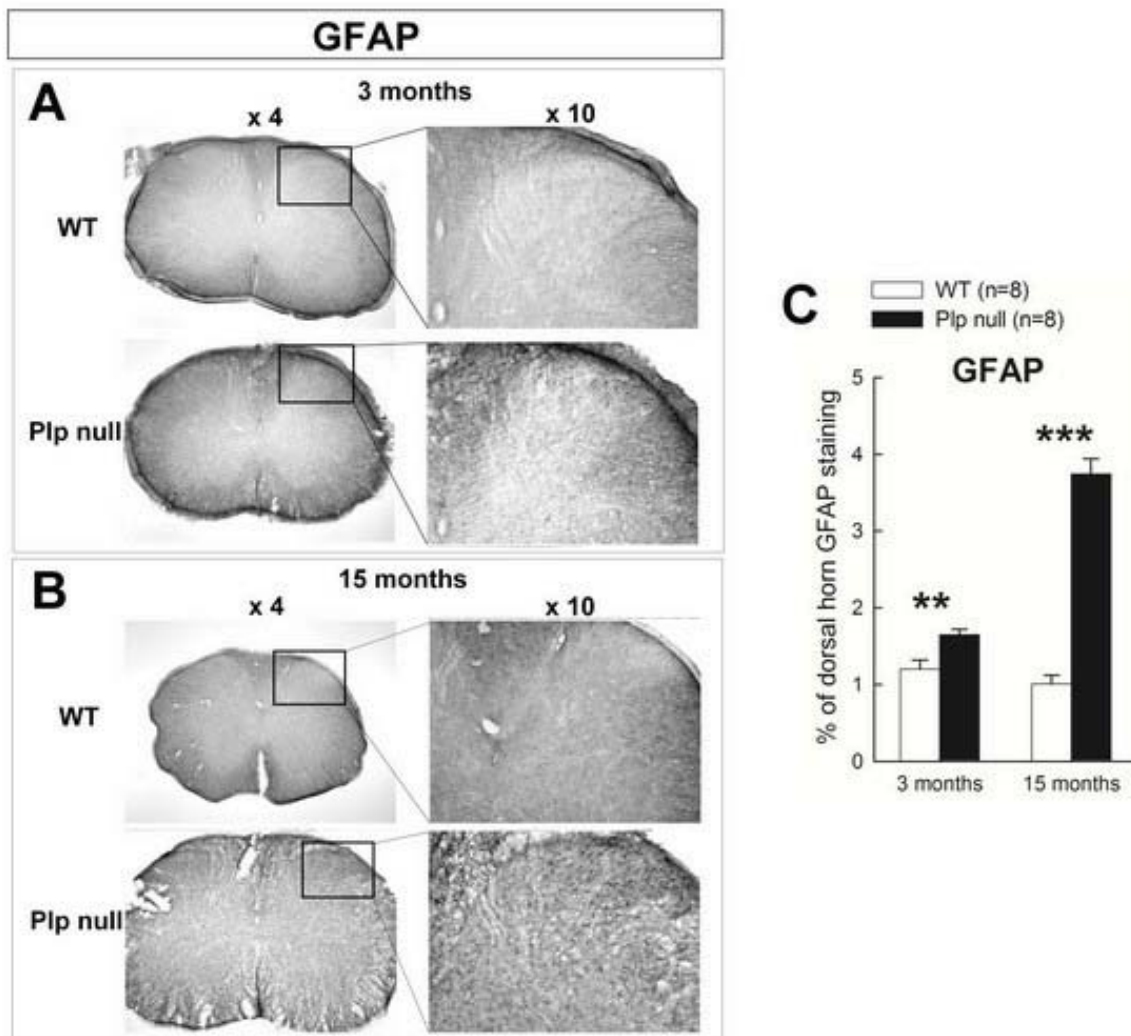 GFAP
A
3 months
x 4
x 10
WT
Plp null
B
15 months
x 4
x 10
WT
Plp null
C
WT (n=8)
Plp null (n=8)
GFAP
% of dorsal horn GFAP staining
5
4
3
2
1
0
**
***
3 months
15 months